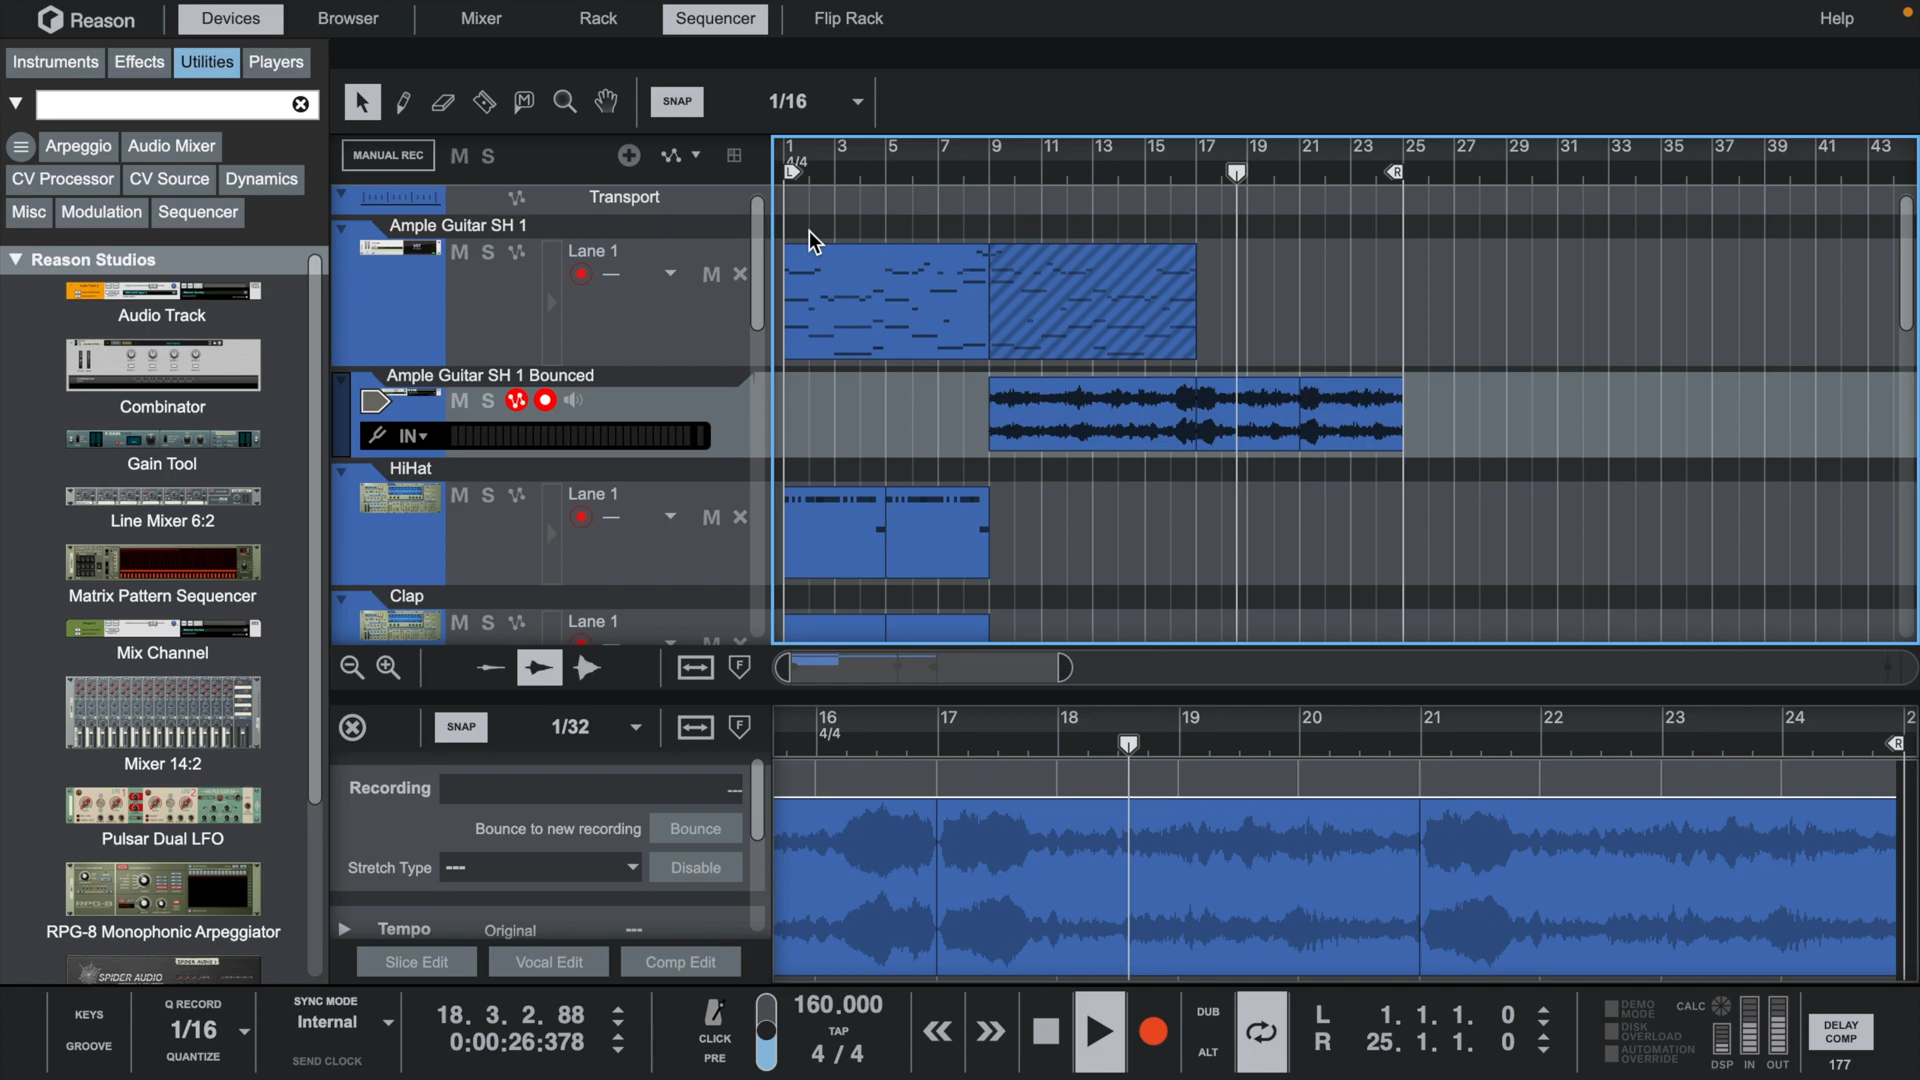 Reason
Devices
Browser
Mixer
Rack
Sequencer
Flip Rack
Help
Instruments
Effects
Utilities
Players
SNAP
1/16
Arpeggio
Audio Mixer
CV Processor
CV Source
Dynamics
Misc
Modulation
Sequencer
MANUAL REC
M S
1 3 5 7 9 11 13 15 17 19 21 23 25 27 29 31 33 35 37 39 41 43
4/4
L
R
Transport
Reason Studios
Audio Track
Combinator
Gain Tool
Line Mixer 6:2
Matrix Pattern Sequencer
Mix Channel
Mixer 14:2
Pulsar Dual LFO
RPG-8 Monophonic Arpeggiator
SPIDER AUDIO
Ample Guitar SH 1
M S
Lane 1
M
Ample Guitar SH 1 Bounced
M S
IN
HiHat
M S
Lane 1
M
Clap
M S
Lane 1
M
F
SNAP
1/32
F
16 17 18 19 20 21 22 23 24 2
4/4
R
Recording
---
Bounce to new recording
Bounce
Stretch Type
---
Disable
Tempo
Original
---
Slice Edit
Vocal Edit
Comp Edit
KEYS
GROOVE
Q RECORD
1/16
QUANTIZE
SYNC MODE
Internal
SEND CLOCK
18. 3. 2. 88
0:00:26:378
CLICK
PRE
160.000
TAP
4 / 4
DUB
ALT
L 1. 1. 1. 0
R 25. 1. 1. 0
DEMO MODE
DISK OVERLOAD
AUTOMATION OVERRIDE
CALC
DSP IN OUT
DELAY COMP
177